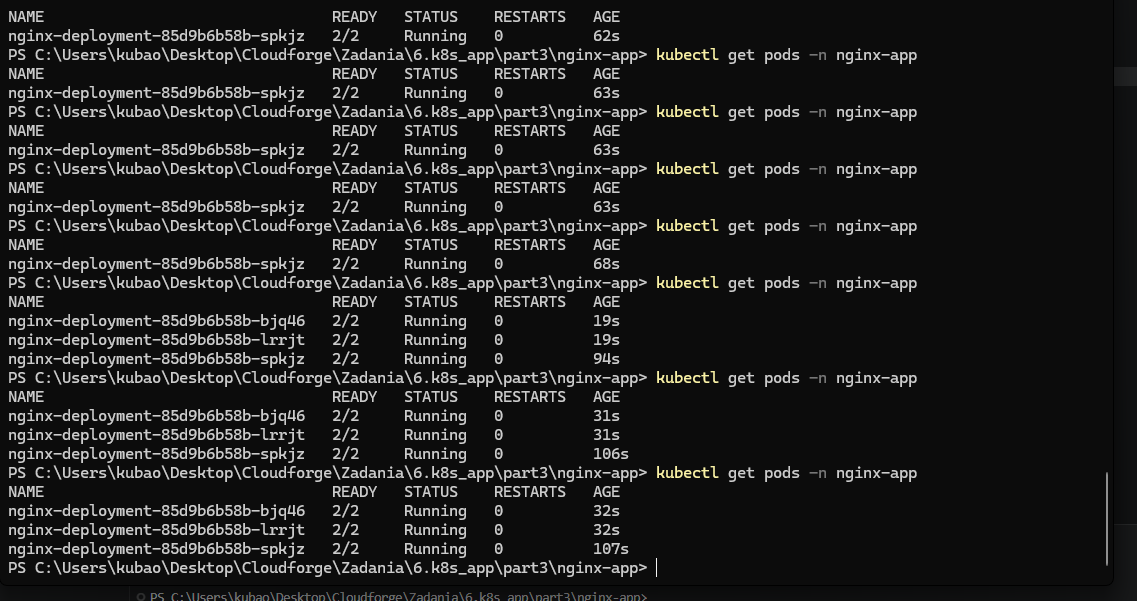 NAME READY STATUS RESTARTS AGE
nginx-deployment-85d9b6b58b-spkjz 2/2 Running 0 62s
PS C:\Users\kubao\Desktop\Cloudforge\Zadania\6.k8s_app\part3\nginx-app> kubectl get pods -n nginx-app
NAME READY STATUS RESTARTS AGE
nginx-deployment-85d9b6b58b-spkjz 2/2 Running 0 63s
PS C:\Users\kubao\Desktop\Cloudforge\Zadania\6.k8s_app\part3\nginx-app> kubectl get pods -n nginx-app
NAME READY STATUS RESTARTS AGE
nginx-deployment-85d9b6b58b-spkjz 2/2 Running 0 63s
PS C:\Users\kubao\Desktop\Cloudforge\Zadania\6.k8s_app\part3\nginx-app> kubectl get pods -n nginx-app
NAME READY STATUS RESTARTS AGE
nginx-deployment-85d9b6b58b-spkjz 2/2 Running 0 63s
PS C:\Users\kubao\Desktop\Cloudforge\Zadania\6.k8s_app\part3\nginx-app> kubectl get pods -n nginx-app
NAME READY STATUS RESTARTS AGE
nginx-deployment-85d9b6b58b-spkjz 2/2 Running 0 68s
PS C:\Users\kubao\Desktop\Cloudforge\Zadania\6.k8s_app\part3\nginx-app> kubectl get pods -n nginx-app
NAME READY STATUS RESTARTS AGE
nginx-deployment-85d9b6b58b-bjq46 2/2 Running 0 19s
nginx-deployment-85d9b6b58b-lrrjt 2/2 Running 0 19s
nginx-deployment-85d9b6b58b-spkjz 2/2 Running 0 94s
PS C:\Users\kubao\Desktop\Cloudforge\Zadania\6.k8s_app\part3\nginx-app> kubectl get pods -n nginx-app
NAME READY STATUS RESTARTS AGE
nginx-deployment-85d9b6b58b-bjq46 2/2 Running 0 31s
nginx-deployment-85d9b6b58b-lrrjt 2/2 Running 0 31s
nginx-deployment-85d9b6b58b-spkjz 2/2 Running 0 106s
PS C:\Users\kubao\Desktop\Cloudforge\Zadania\6.k8s_app\part3\nginx-app> kubectl get pods -n nginx-app
NAME READY STATUS RESTARTS AGE
nginx-deployment-85d9b6b58b-bjq46 2/2 Running 0 32s
nginx-deployment-85d9b6b58b-lrrjt 2/2 Running 0 32s
nginx-deployment-85d9b6b58b-spkjz 2/2 Running 0 107s
PS C:\Users\kubao\Desktop\Cloudforge\Zadania\6.k8s_app\part3\nginx-app>
PS C:\Users\kubao\Desktop\Cloudforge\Zadania\6.k8s_app\part3\nginx-app>